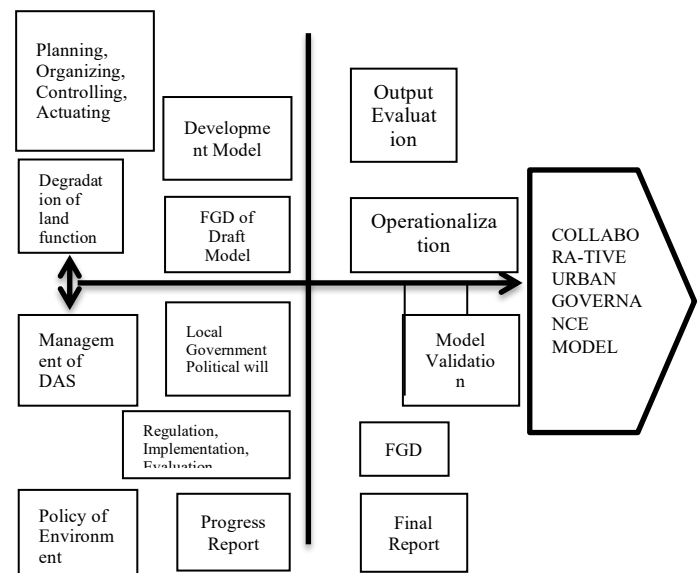 Planning,
Organizing,
Controlling,
Actuating
Developme
nt Model
Degradat
ion of
land
function
FGD of
Draft
Model
Managem
ent of
DAS
Local
Government
Political will
Regulation,
Implementation,
Evaluation
Policy of
Environm
ent
Progress
Report
Output
Evaluat
ion
Operationaliza
tion
Model
Validatio
n
FGD
Final
Report
COLLABO
RA-TIVE
URBAN
GOVERNA
NCE
MODEL